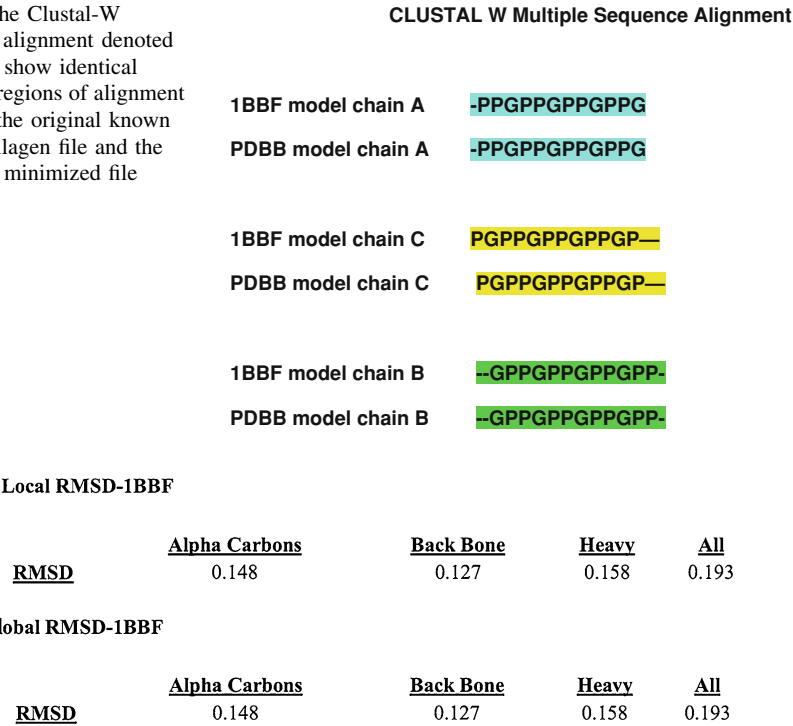 he Clustal-W
alignment denoted
show identical
regions of alignment
the original known
lagen file and the
minimized file
CLUSTAL W Multiple Sequence Alignment
1BBF model chain A -PPGPPGPPGPPG
PDBB model chain A -PPGPPGPPGPPG
1BBF model chain C PGPPGPPGPPGP—
PDBB model chain C PGPPGPPGPPGP—
1BBF model chain B --GPPGPPGPPGPP-
PDBB model chain B --GPPGPPGPPGPP-
Local RMSD-1BBF
Alpha Carbons Back Bone Heavy All
RMSD 0.148 0.127 0.158 0.193
lobal RMSD-1BBF
Alpha Carbons Back Bone Heavy All
RMSD 0.148 0.127 0.158 0.193